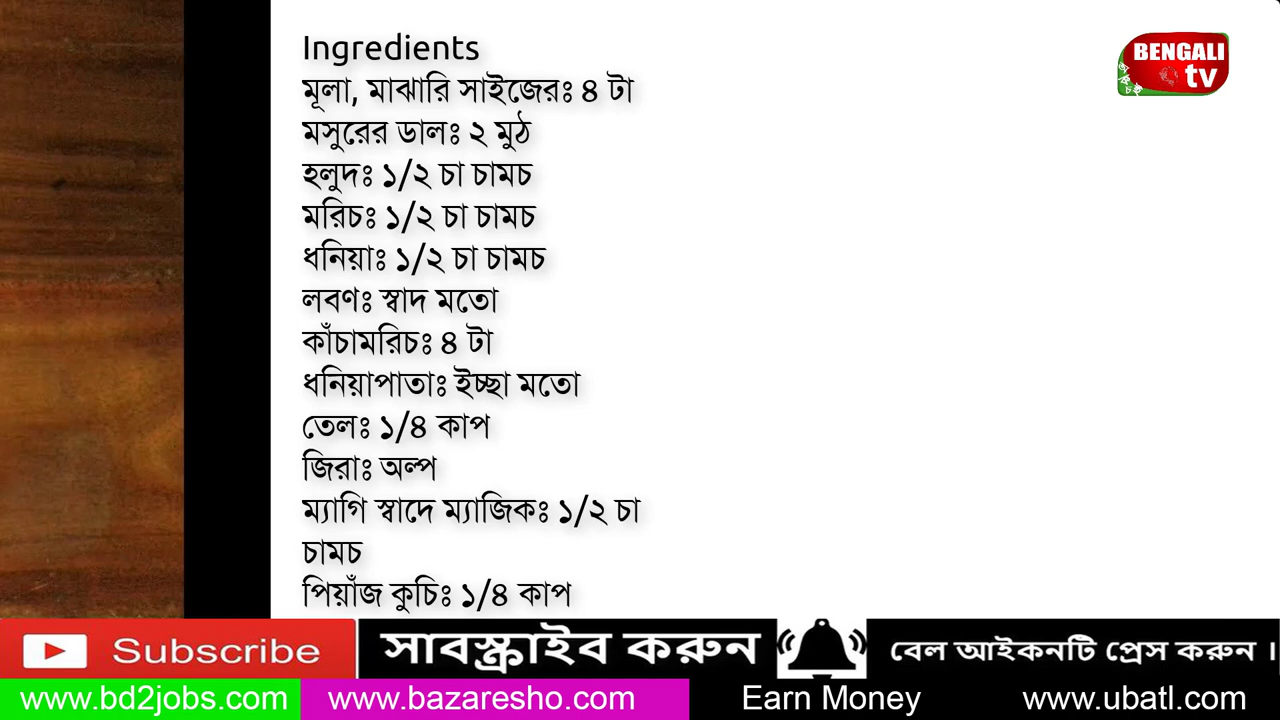 Ingredients
মূলা, মাঝারি সাইজেরঃ ৪ টা
মসুরের ডালঃ ২ মুঠ
হলুদঃ ১/২ চা চামচ
মরিচঃ ১/২ চা চামচ
ধনিয়াঃ ১/২ চা চামচ
লবণঃ স্বাদ মতো
কাঁচামরিচঃ ৪ টা
ধনিয়াপাতাঃ ইচ্ছা মতো
তেলঃ ১/৪ কাপ
জিরাঃ অল্প
ম্যাগি স্বাদে ম্যাজিকঃ ১/২ চা
চামচ
পিয়াঁজ কুচিঃ ১/৪ কাপ
BENGALI
tv
Subscribe সাবস্ক্রাইব করুন বেল আইকনটি প্রেস করুন।
www.bd2jobs.com www.bazaresho.com Earn Money www.ubatl.com